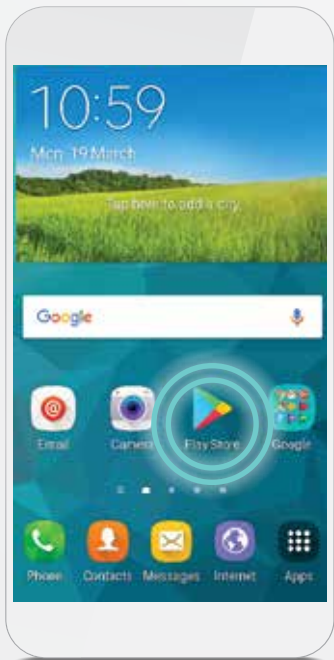 10:59
Mon, 19 March
Tap here to add a city
Google
Email
Camera
Play Store
Google
Phone
Contacts
Messages
Internet
Apps